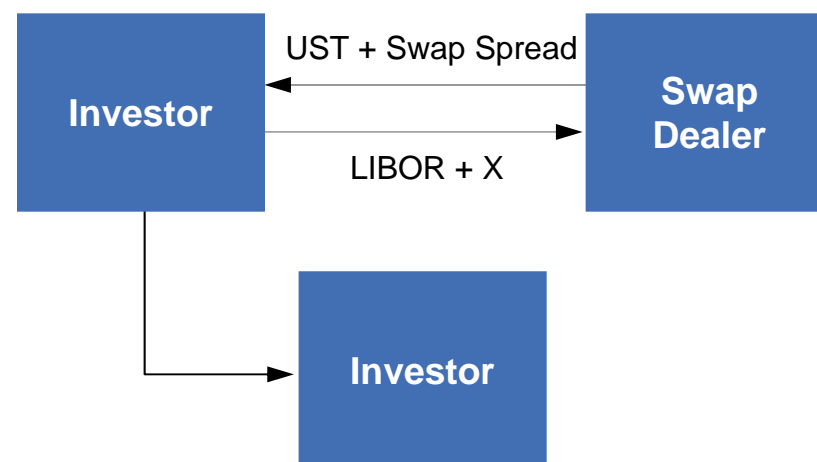 UST + Swap Spread
Investor
Swap
Dealer
LIBOR + X
Investor